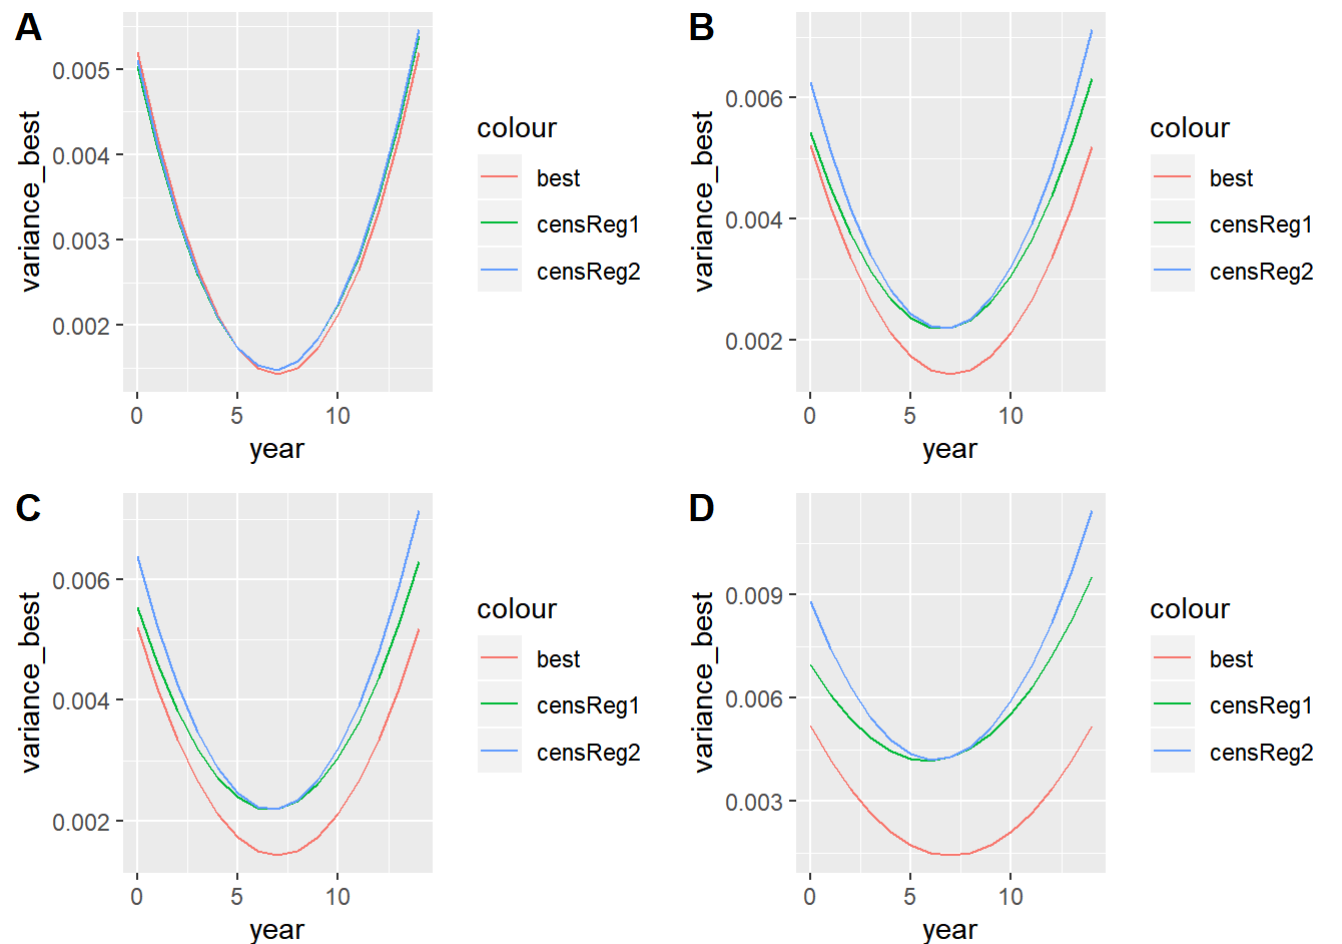 A
variance_best
0.005
0.004
0.003
0.002
0 5 10
year
colour
best
censReg1
censReg2
B
variance_best
0.006
0.004
0.002
0 5 10
year
colour
best
censReg1
censReg2
C
variance_best
0.006
0.004
0.002
0 5 10
year
colour
best
censReg1
censReg2
D
variance_best
0.009
0.006
0.003
0 5 10
year
colour
best
censReg1
censReg2